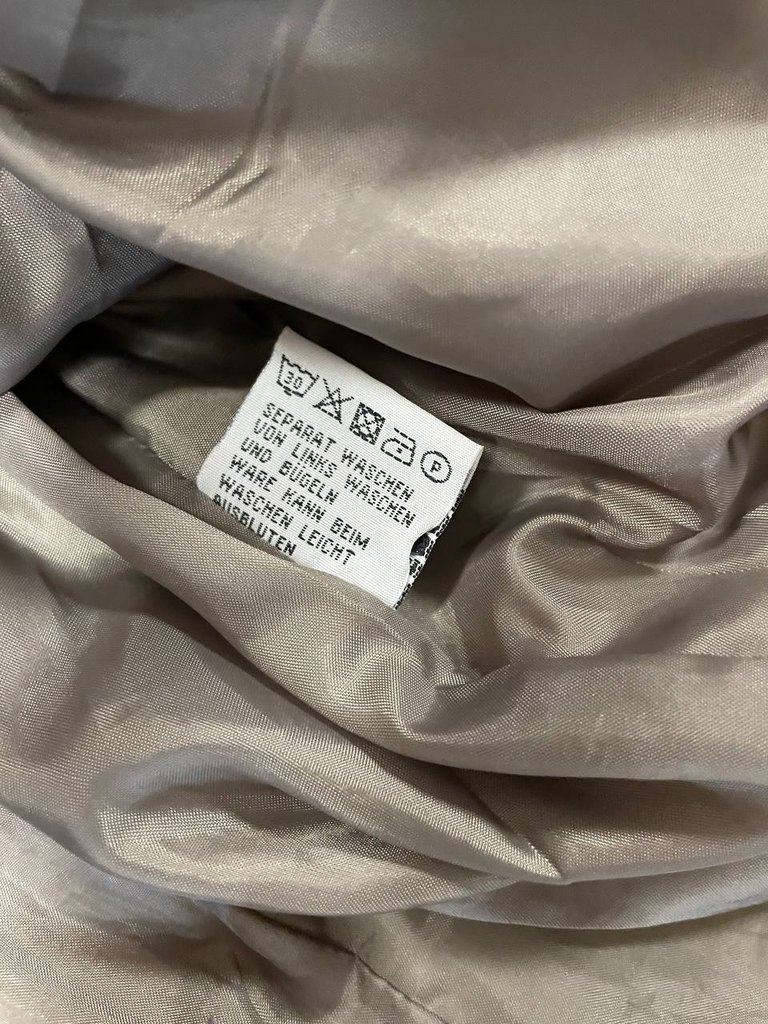 30
P
SEPARAT WASCHEN
VON LINKS WASCHEN
UND BÜGELN
WARE KANN BEIM
WASCHEN LEICHT
AUSBLUTEN